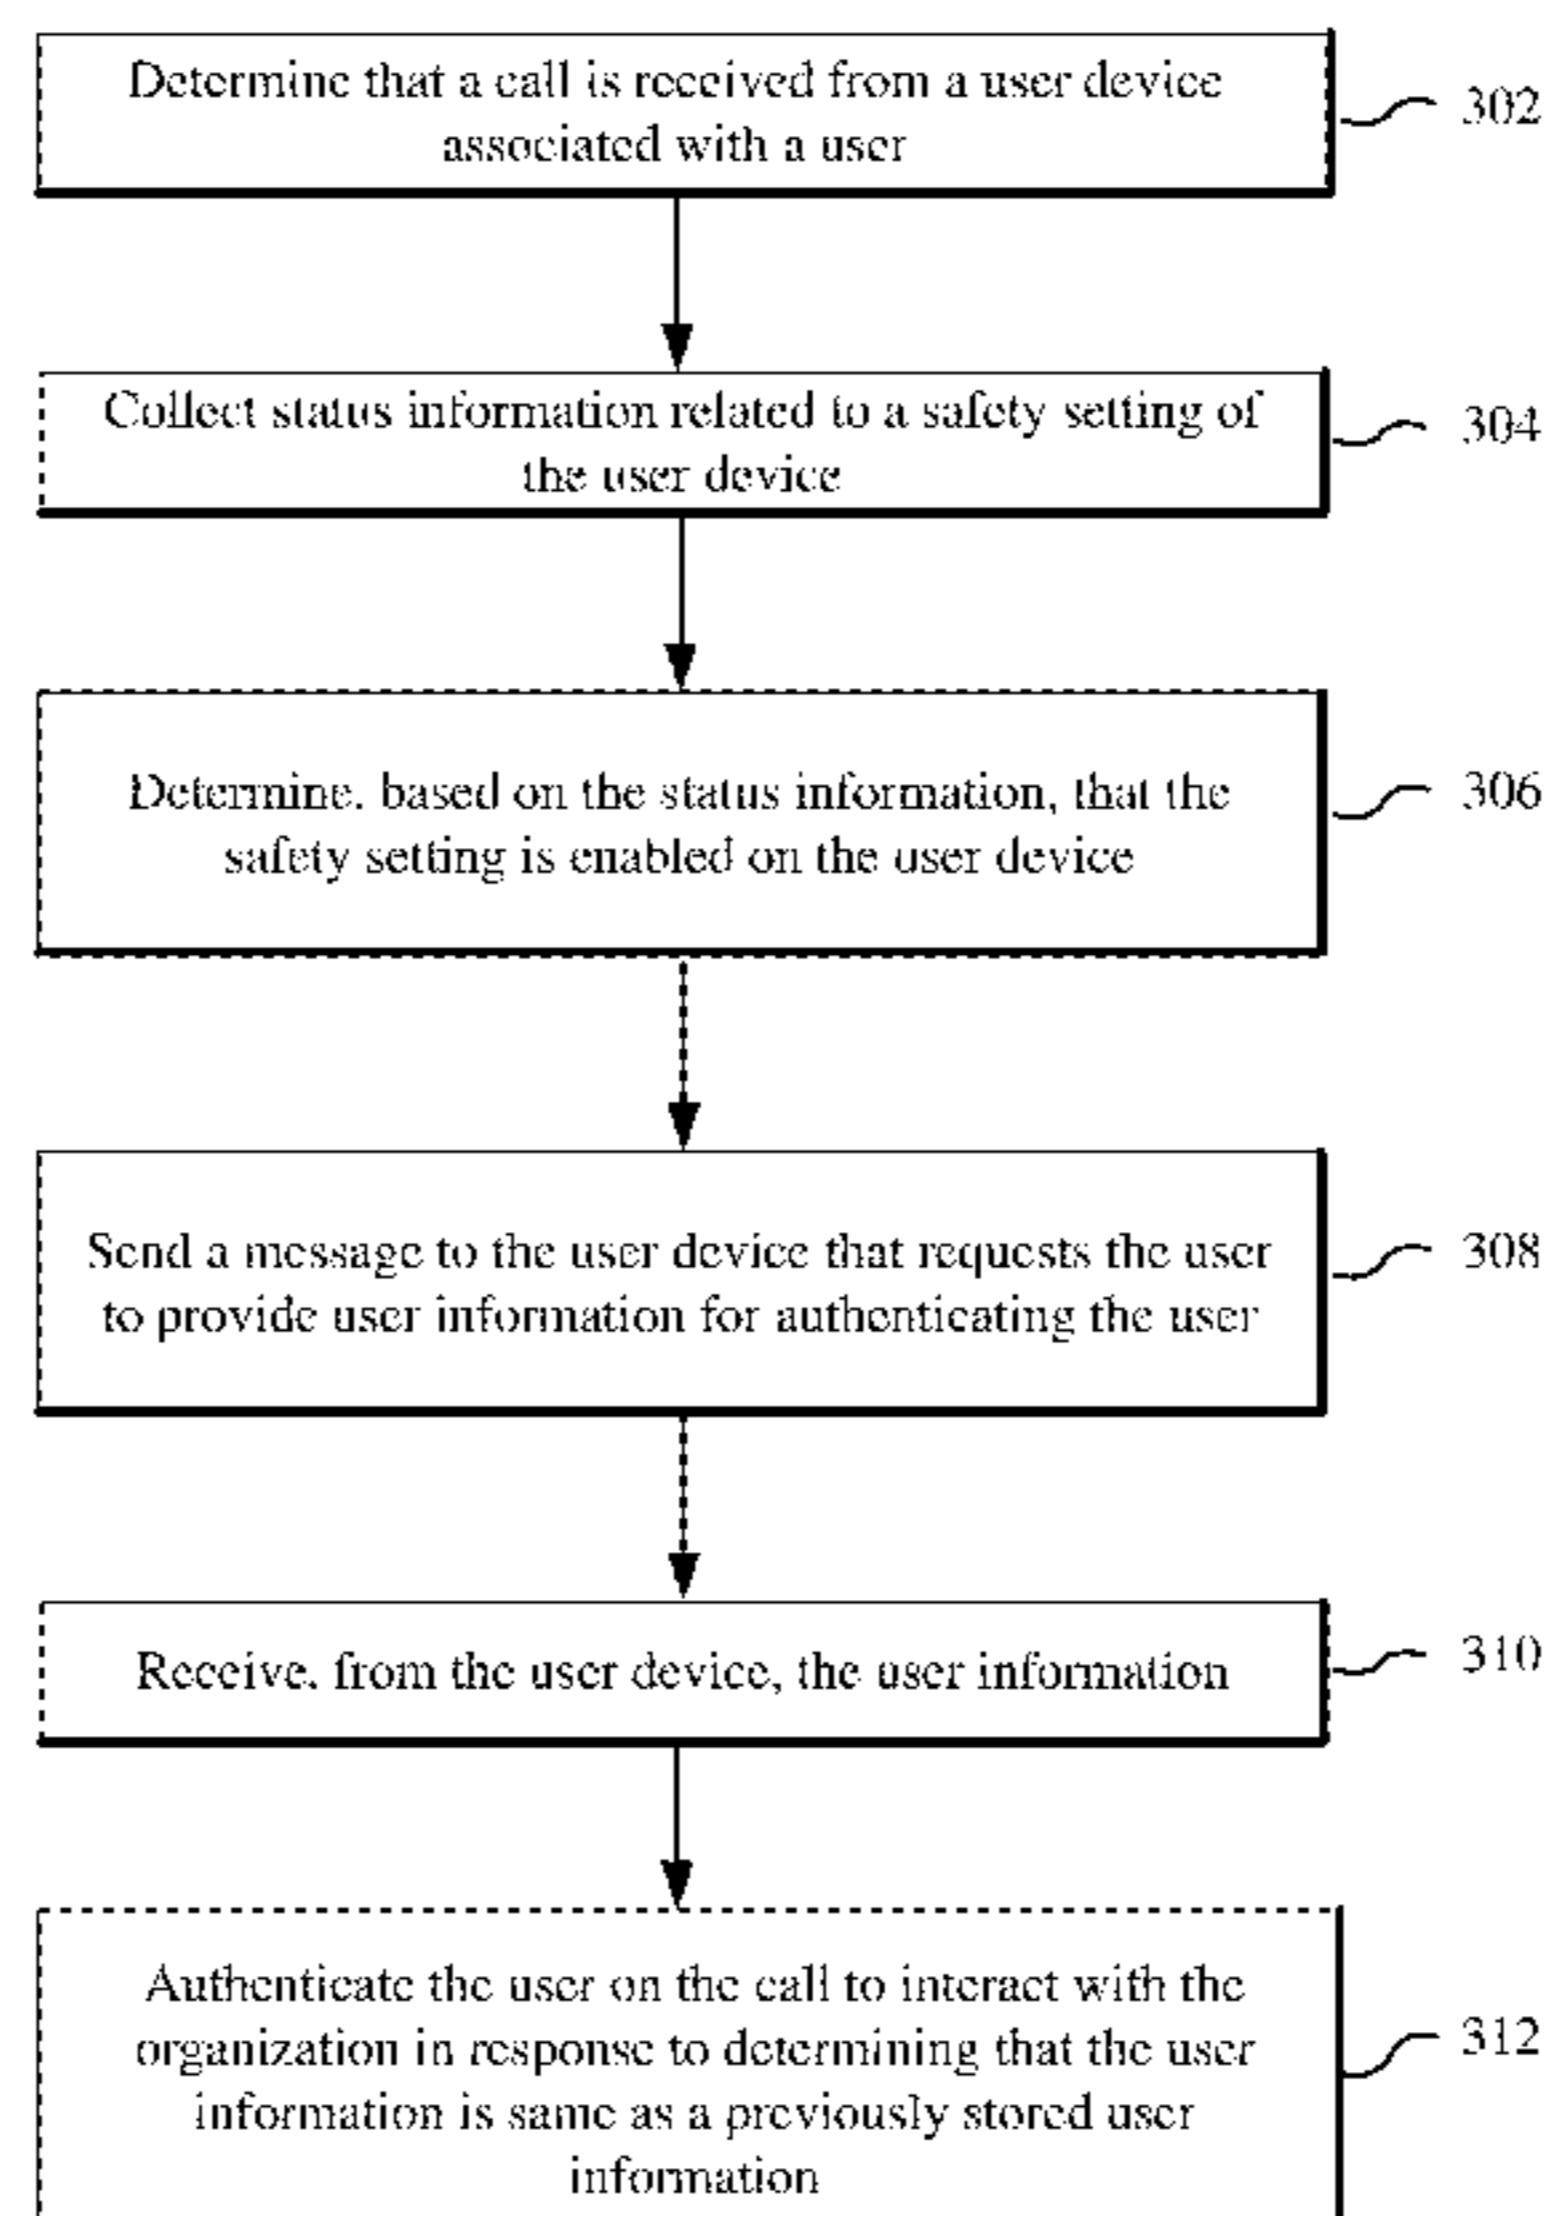 Determine that a call is received from a user device
associated with a user
302
Collect status information related to a safety setting of
the user device
304
Determine, based on the status information, that the
safety setting is enabled on the user device
306
Send a message to the user device that requests the user
to provide user information for authenticating the user
308
Receive, from the user device, the user information
310
Authenticate the user on the call to interact with the
organization in response to determining that the user
information is same as a previously stored user
information
312